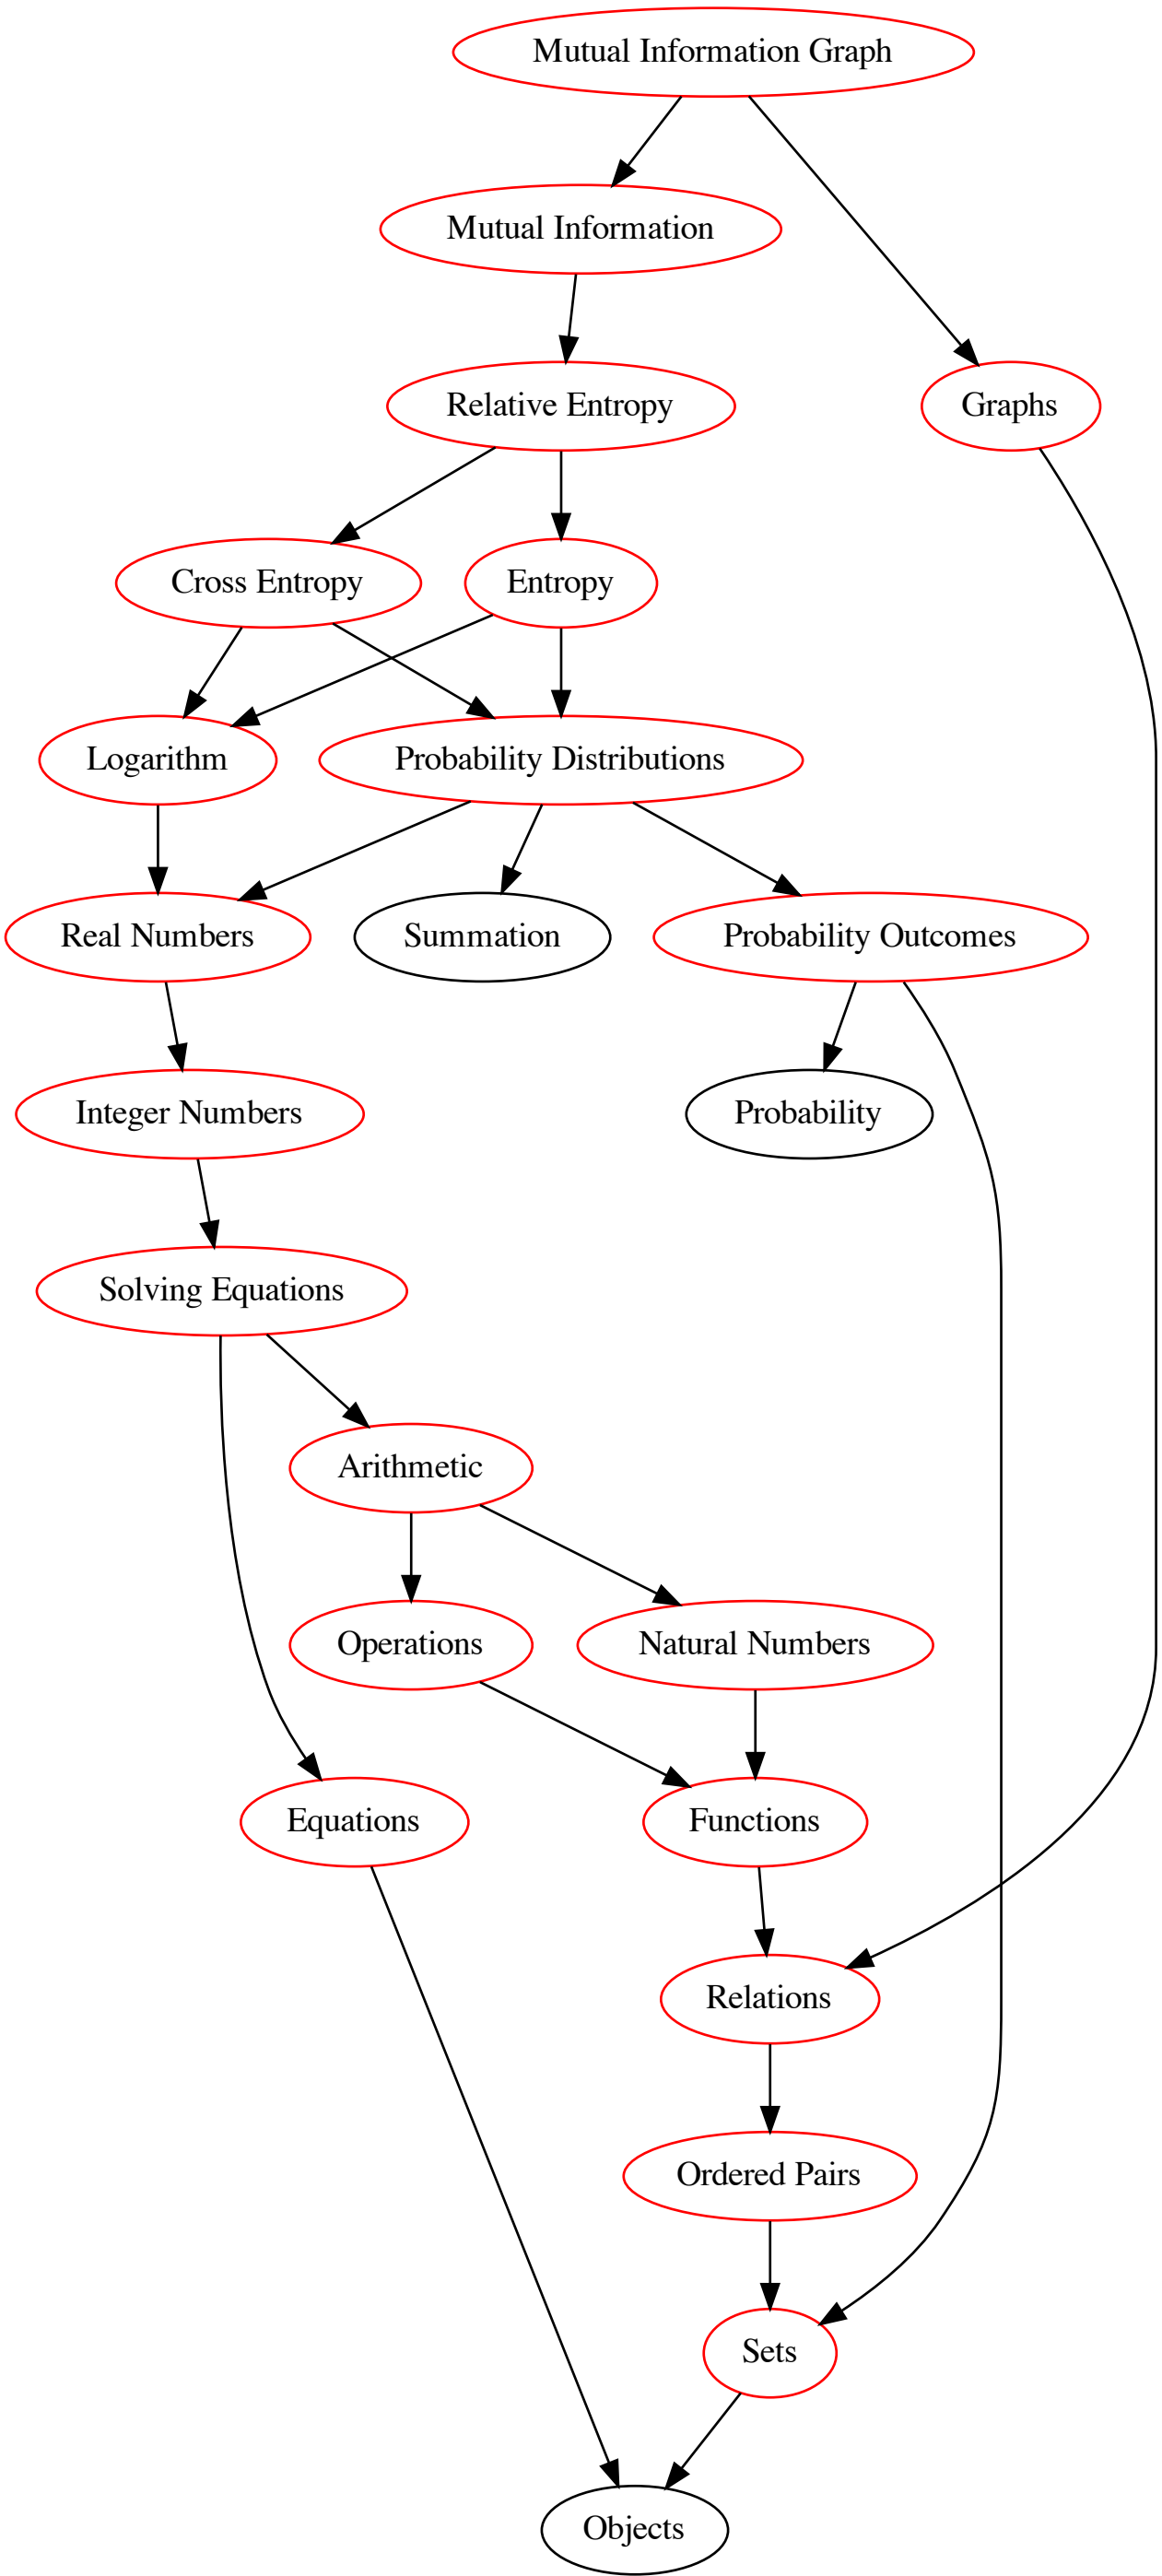 Mutual Information Graph
Mutual Information
Relative Entropy
Graphs
Cross Entropy
Entropy
Logarithm
Probability Distributions
Real Numbers
Summation
Probability Outcomes
Integer Numbers
Probability
Solving Equations
Arithmetic
Operations
Natural Numbers
Equations
Functions
Relations
Ordered Pairs
Sets
Objects